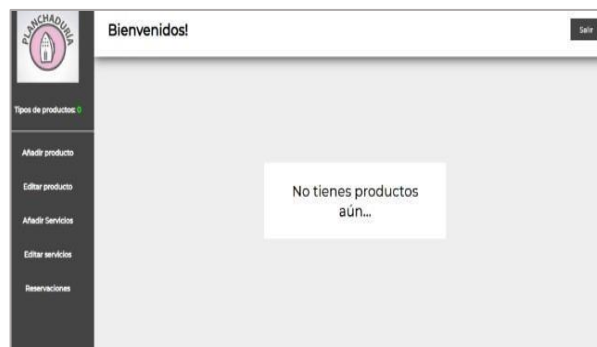 PLANCHADURIA
Bienvenidos!
Salir
Tipos de productos: 0
Añadir producto
Editar producto
Añadir Servicios
Editar servicios
Reservaciones
No tienes productos
aún...